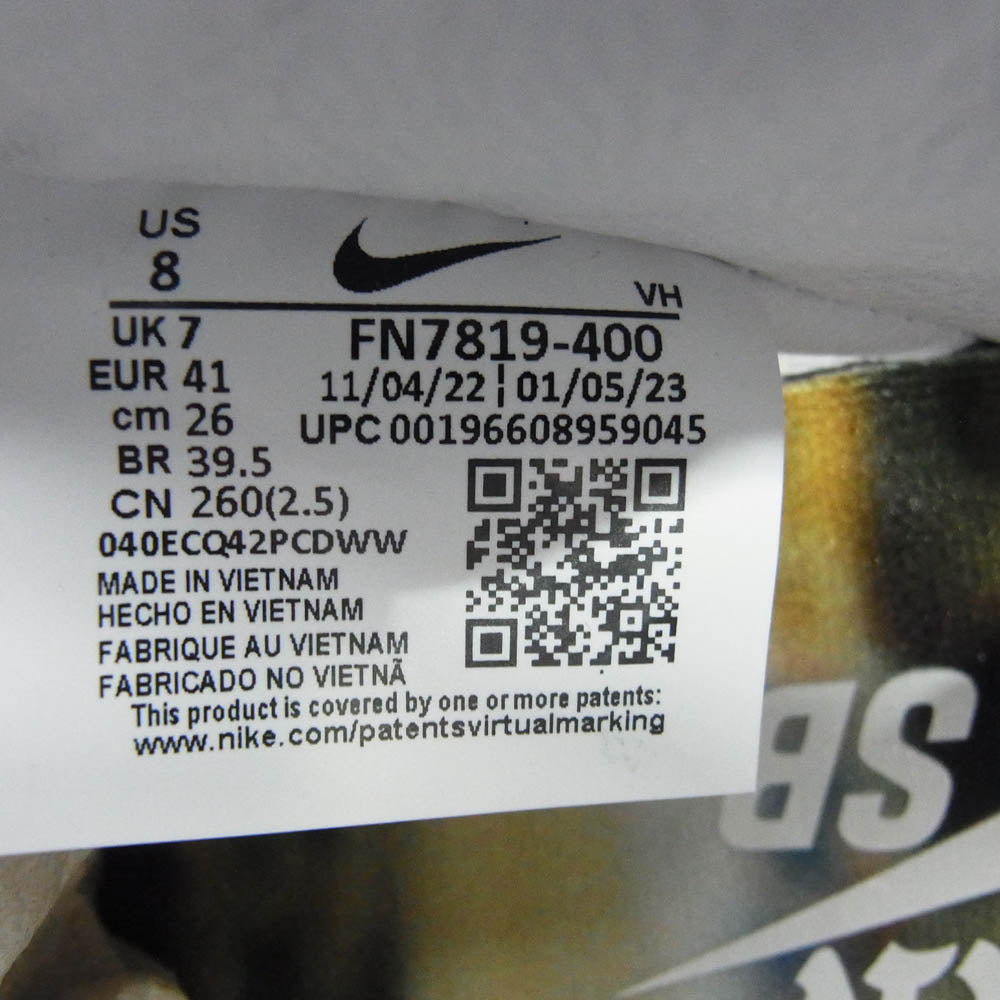 US
8
VH
UK 7
FN7819-400
EUR 41
11/04/22 ¦ 01/05/23
cm 26
UPC 00196608959045
BR 39.5
CN 260(2.5)
040ECQ42PCDWW
MADE IN VIETNAM
HECHO EN VIETNAM
FABRIQUE AU VIETNAM
FABRICADO NO VIETNÃ
This product is covered by one or more patents:
www.nike.com/patentsvirtualmarking
SB